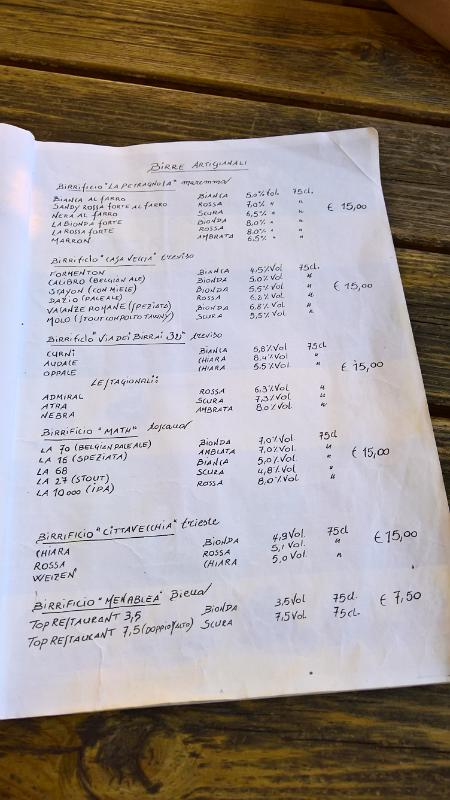 BIRRE ARTIGIANALI
BIRRIFICIO "LA PETRAGNOLA" maremma
BIANCA AL FARRO BIANCA 5,0% Vol. 75cl.
SANDY ROSSA FORTE AL FARRO ROSSA 7,0% " "
NERA AL FARRO SCURA 6,5% " " € 15,00
LA BIONDA FORTE BIONDA 8,0% " "
LA ROSSA FORTE ROSSA 8,0% " "
MARRON AMBRATA 6,5% " "
BIRRIFICIO "CASA VECCIA" treviso
FORMENTON BIANCA 4,5% Vol 75cl.
CALIBRO (BELGIAN ALE) BIONDA 5,0% Vol "
STAYON (CON MIELE) BIONDA 5,5% Vol " € 15,00
DAZIO (PALE ALE) ROSSA 6,2% Vol "
VACANZE ROMANE (SPEZIATA) BIONDA 6,8% Vol "
MOLO (STOUT CON PORTO TAWNY) SCURA 5,5% Vol "
BIRRIFICIO "VIA DEI BIRRAI 32" treviso
CURNI BIANCA 5,8% Vol 75cl
AUDALE CHIARA 8,4% Vol "
OPPALE CHIARA 5,5% Vol " € 15,00
LE STAGIONALI:
ADMIRAL ROSSA 6,3% Vol "
ATRA SCURA 7,3% Vol "
NEBRA AMBRATA 8,0% Vol "
BIRRIFICIO "MATH" toscana
LA 70 (BELGIAN PALE ALE) BIONDA 7,0% Vol. 75cl
LA 16 (SPEZIATA) AMBLATA 7,0% Vol. "
LA 68 BIANCA 5,0% Vol. " € 15,00
LA 27 (STOUT) SCURA 4,8% Vol "
LA 10000 (IPA) ROSSA 8,0% Vol. "
BIRRIFICIO "CITTAVECCHIA" trieste
CHIARA BIONDA 4,9 Vol. 75cl € 15,00
ROSSA ROSSA 5,1 Vol. "
WEIZEN CHIARA 5,0 Vol. "
BIRRIFICIO "MENABLEA" Biella
TOP RESTAURANT 3,5 BIONDA 3,5 Vol 75cl. € 7,50
TOP RESTAURANT 7,5 (DOPPIO MALTO) SCURA 7,5 Vol 75cl.